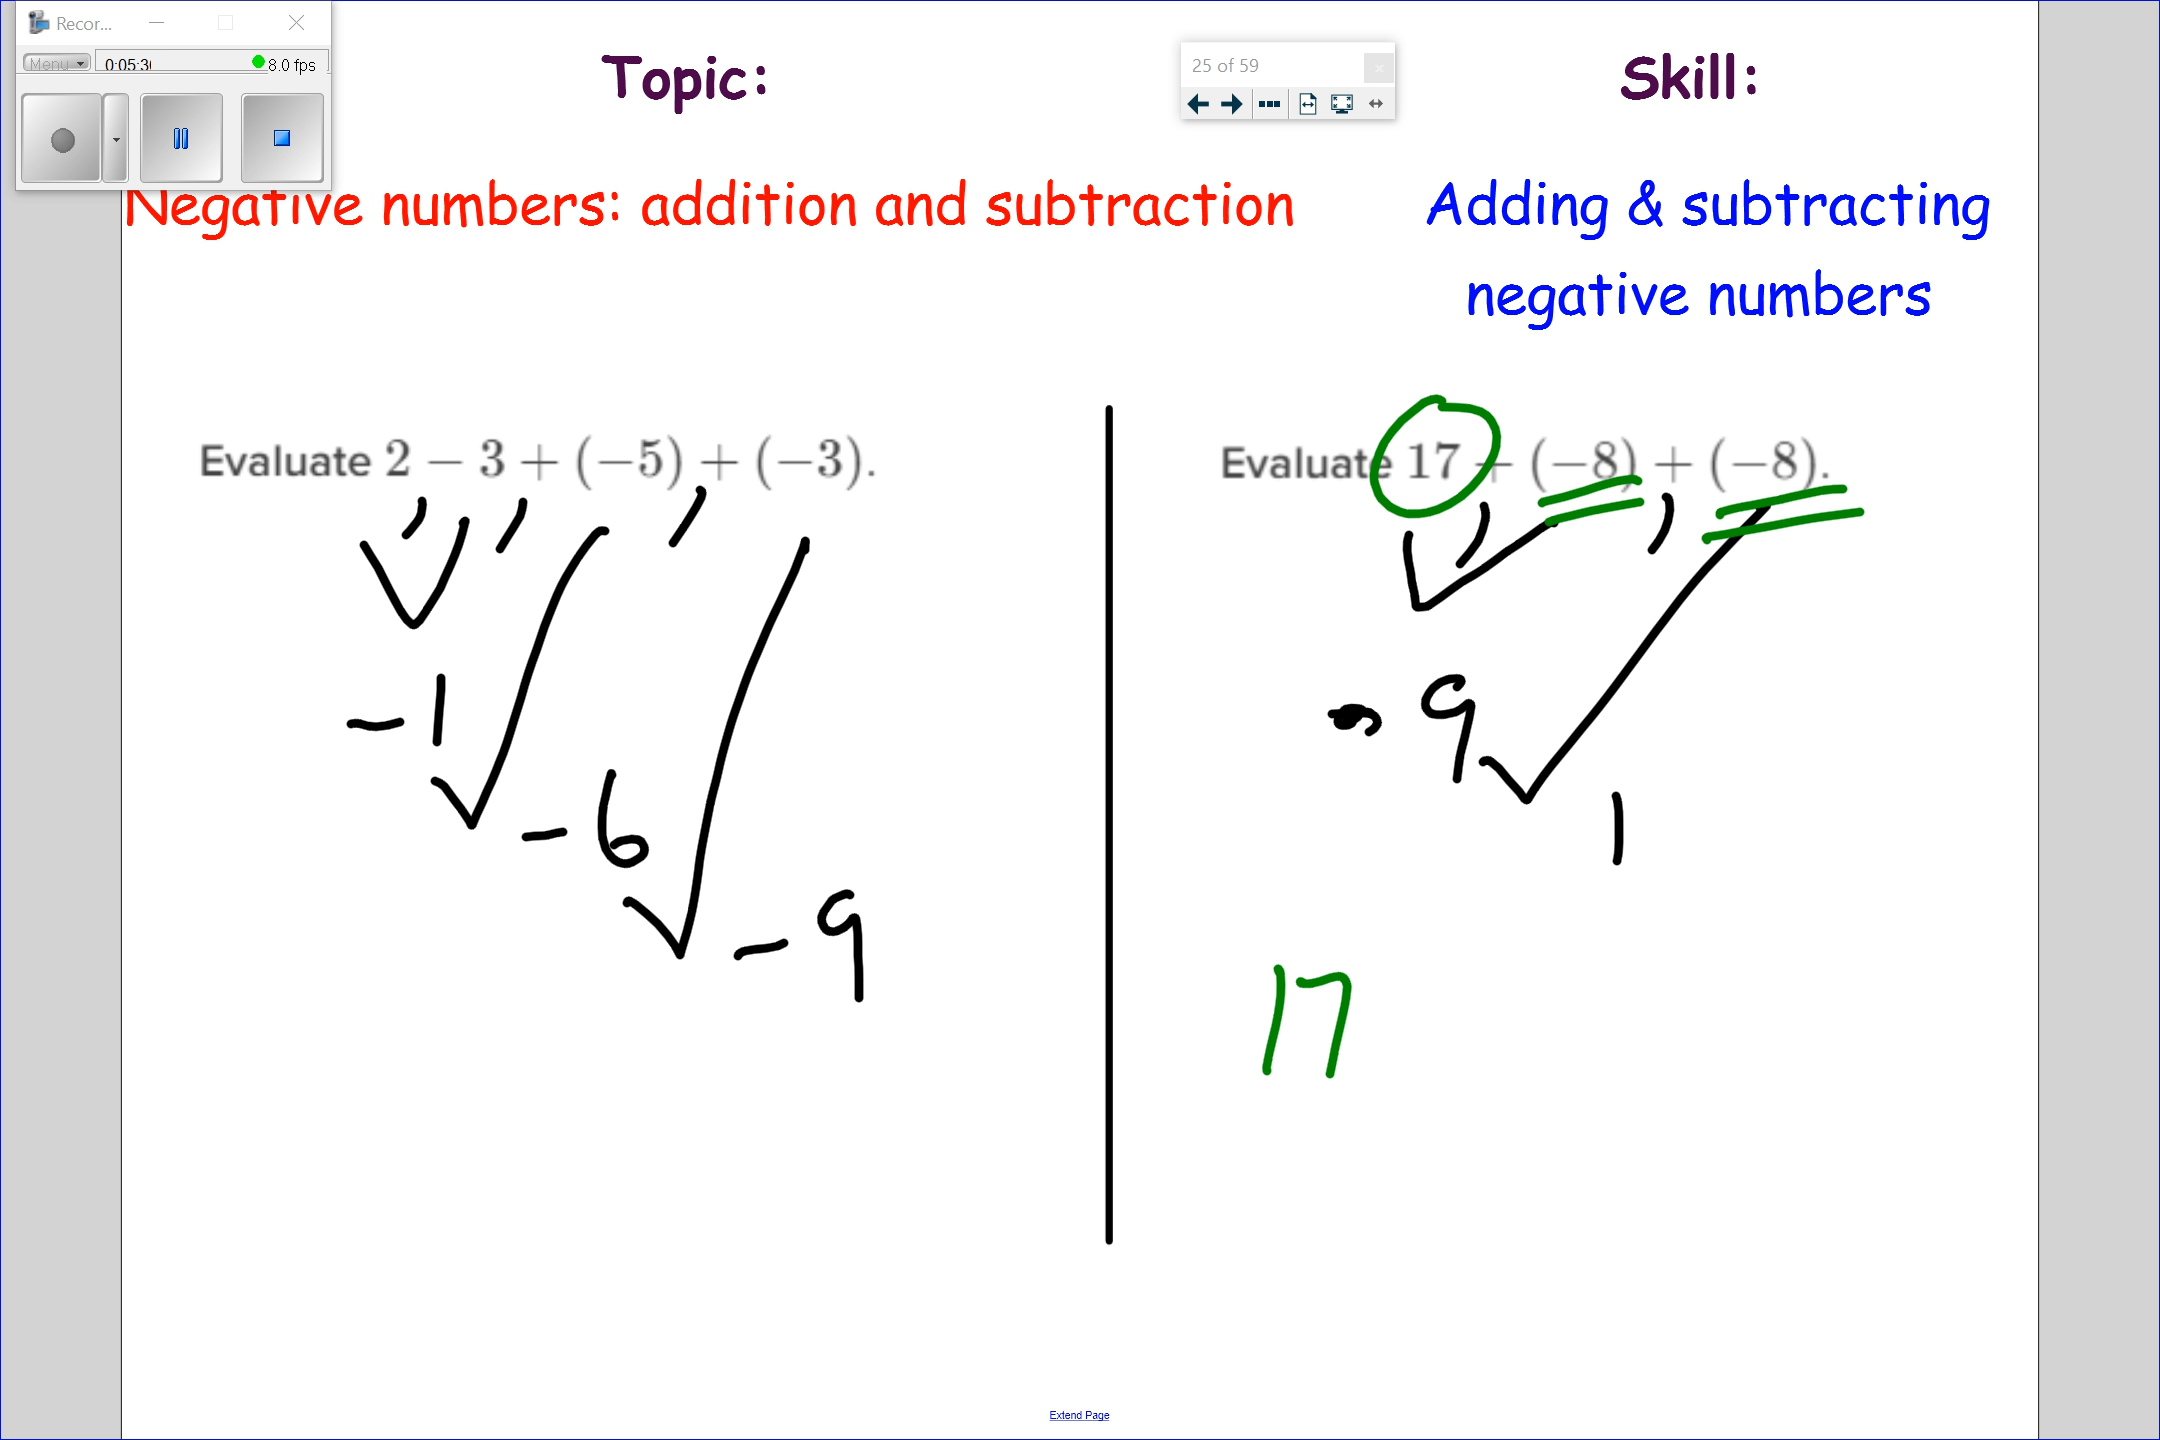 Recor...
Menu
0:05:3
8.0 fps
Topic:
25 of 59
Skill:
Negative numbers: addition and subtraction
Adding & subtracting
negative numbers
Evaluate 2 − 3 + (−5) + (−3).
-1
-6
-9
Evaluate 17 + (−8) + (−8).
9
1
17
Extend Page